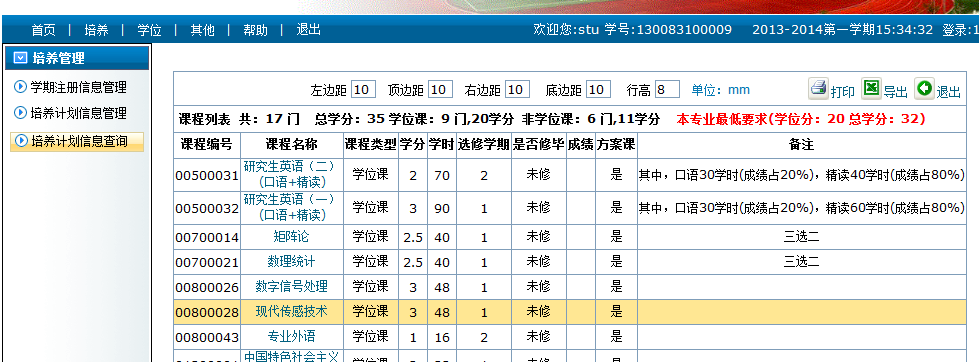 首页 | 培养 | 学位 | 其他 | 帮助 | 退出
欢迎您:stu 学号:130083100009 2013-2014第一学期15:34:32 登录:1
培养管理
学期注册信息管理
培养计划信息管理
培养计划信息查询
左边距 10 顶边距 10 右边距 10 底边距 10 行高 8 单位: mm 打印 导出 退出
课程列表 共: 17 门 总学分: 35 学位课: 9 门,20学分 非学位课: 6 门,11学分 本专业最低要求(学位分: 20 总学分: 32)
课程编号 课程名称 课程类型 学分 学时 选修学期 是否修毕 成绩 方案课 备注
00500031 研究生英语（二）(口语+精读) 学位课 2 70 2 未修 是 其中，口语30学时(成绩占20%)，精读40学时(成绩占80%)
00500032 研究生英语（一）(口语+精读) 学位课 3 90 1 未修 是 其中，口语30学时(成绩占20%)，精读60学时(成绩占80%)
00700014 矩阵论 学位课 2.5 40 1 未修 是 三选二
00700021 数理统计 学位课 2.5 40 1 未修 是 三选二
00800026 数字信号处理 学位课 3 48 1 未修 是
00800028 现代传感技术 学位课 3 48 1 未修 是
00800043 专业外语 学位课 1 16 2 未修 是
中国特色社会主义